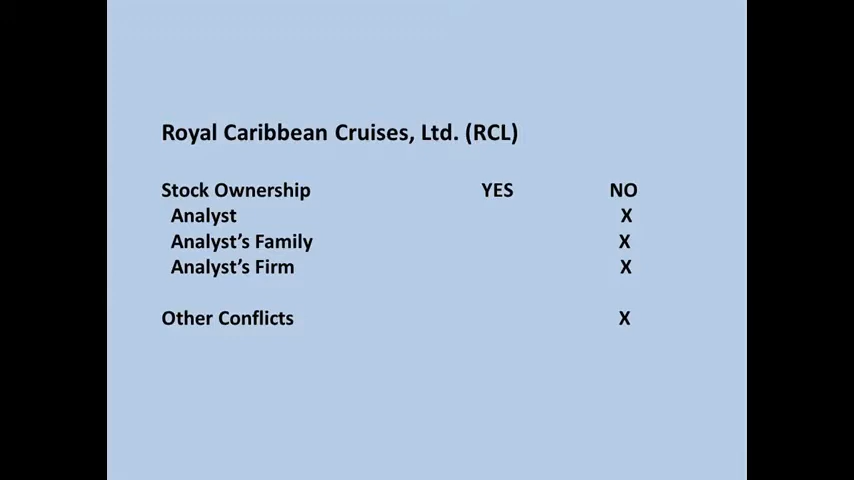 Royal Caribbean Cruises, Ltd. (RCL)
Stock Ownership YES NO
Analyst X
Analyst's Family X
Analyst's Firm X
Other Conflicts X